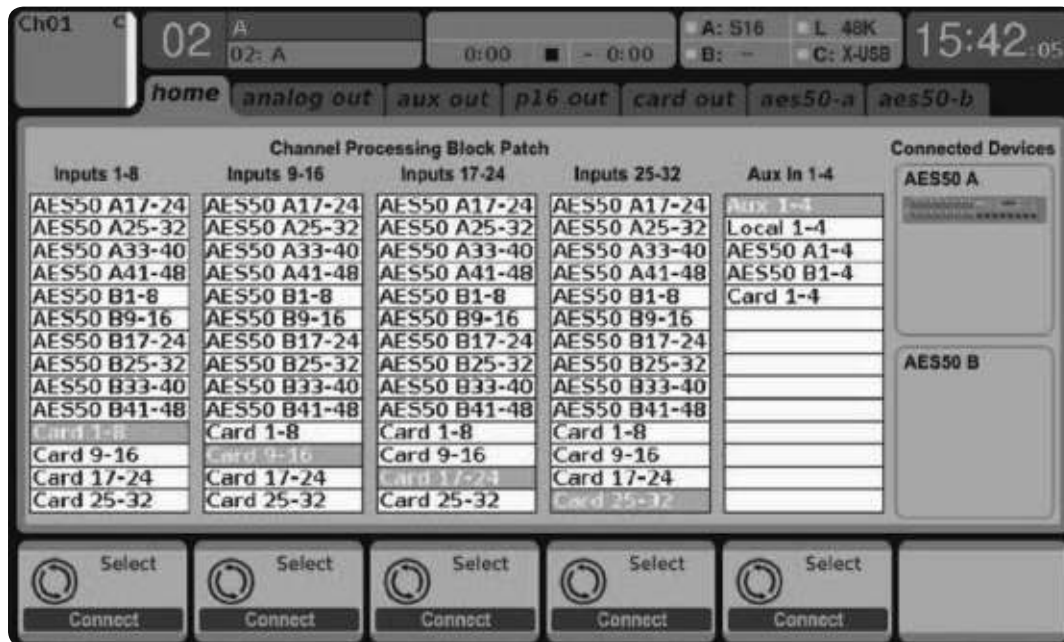 Ch01 C
02
A
02: A
0:00 - 0:00
A: S16 L 48K
B: -- C: X-USB
15:42:05
home analog out aux out p16 out card out aes50-a aes50-b
Channel Processing Block Patch Connected Devices
Inputs 1-8 Inputs 9-16 Inputs 17-24 Inputs 25-32 Aux In 1-4 AES50 A
AES50 A17-24 AES50 A17-24 AES50 A17-24 AES50 A17-24 Aux 1-4
AES50 A25-32 AES50 A25-32 AES50 A25-32 AES50 A25-32 Local 1-4
AES50 A33-40 AES50 A33-40 AES50 A33-40 AES50 A33-40 AES50 A1-4
AES50 A41-48 AES50 A41-48 AES50 A41-48 AES50 A41-48 AES50 B1-4
AES50 B1-8 AES50 B1-8 AES50 B1-8 AES50 B1-8 Card 1-4
AES50 B9-16 AES50 B9-16 AES50 B9-16 AES50 B9-16
AES50 B17-24 AES50 B17-24 AES50 B17-24 AES50 B17-24
AES50 B25-32 AES50 B25-32 AES50 B25-32 AES50 B25-32 AES50 B
AES50 B33-40 AES50 B33-40 AES50 B33-40 AES50 B33-40
AES50 B41-48 AES50 B41-48 AES50 B41-48 AES50 B41-48
Card 1-8 Card 1-8 Card 1-8 Card 1-8
Card 9-16 Card 9-16 Card 9-16 Card 9-16
Card 17-24 Card 17-24 Card 17-24 Card 17-24
Card 25-32 Card 25-32 Card 25-32 Card 25-32
Select Select Select Select Select
Connect Connect Connect Connect Connect